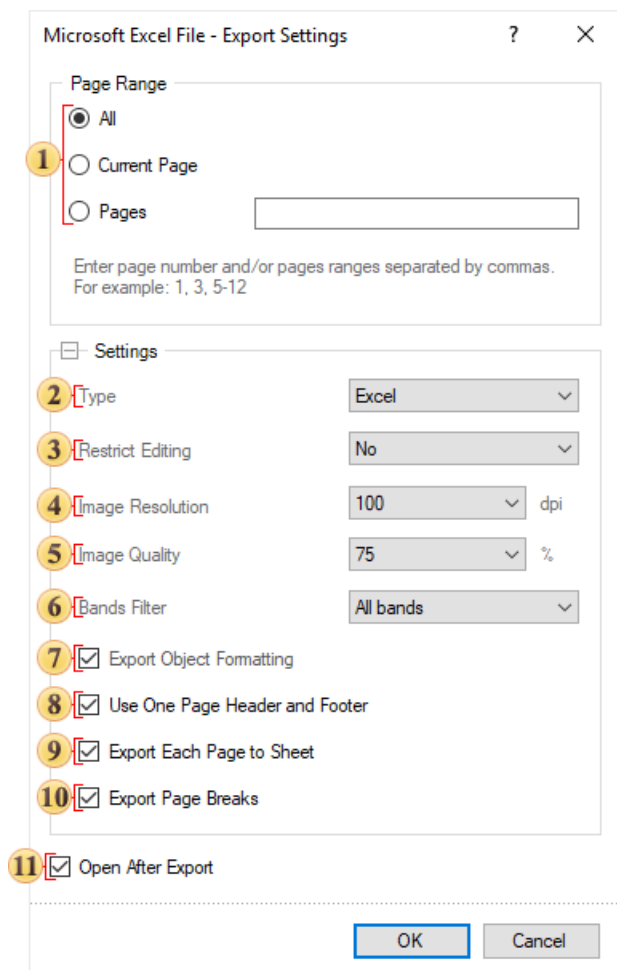 Microsoft Excel File - Export Settings ?
Page Range
All
1 Current Page
Pages
Enter page number and/or pages ranges separated by commas.
For example: 1, 3, 5-12
Settings
2 Type Excel
3 Restrict Editing No
4 Image Resolution 100 dpi
5 Image Quality 75 %
6 Bands Filter All bands
7 Export Object Formatting
8 Use One Page Header and Footer
9 Export Each Page to Sheet
10 Export Page Breaks
11 Open After Export
OK Cancel